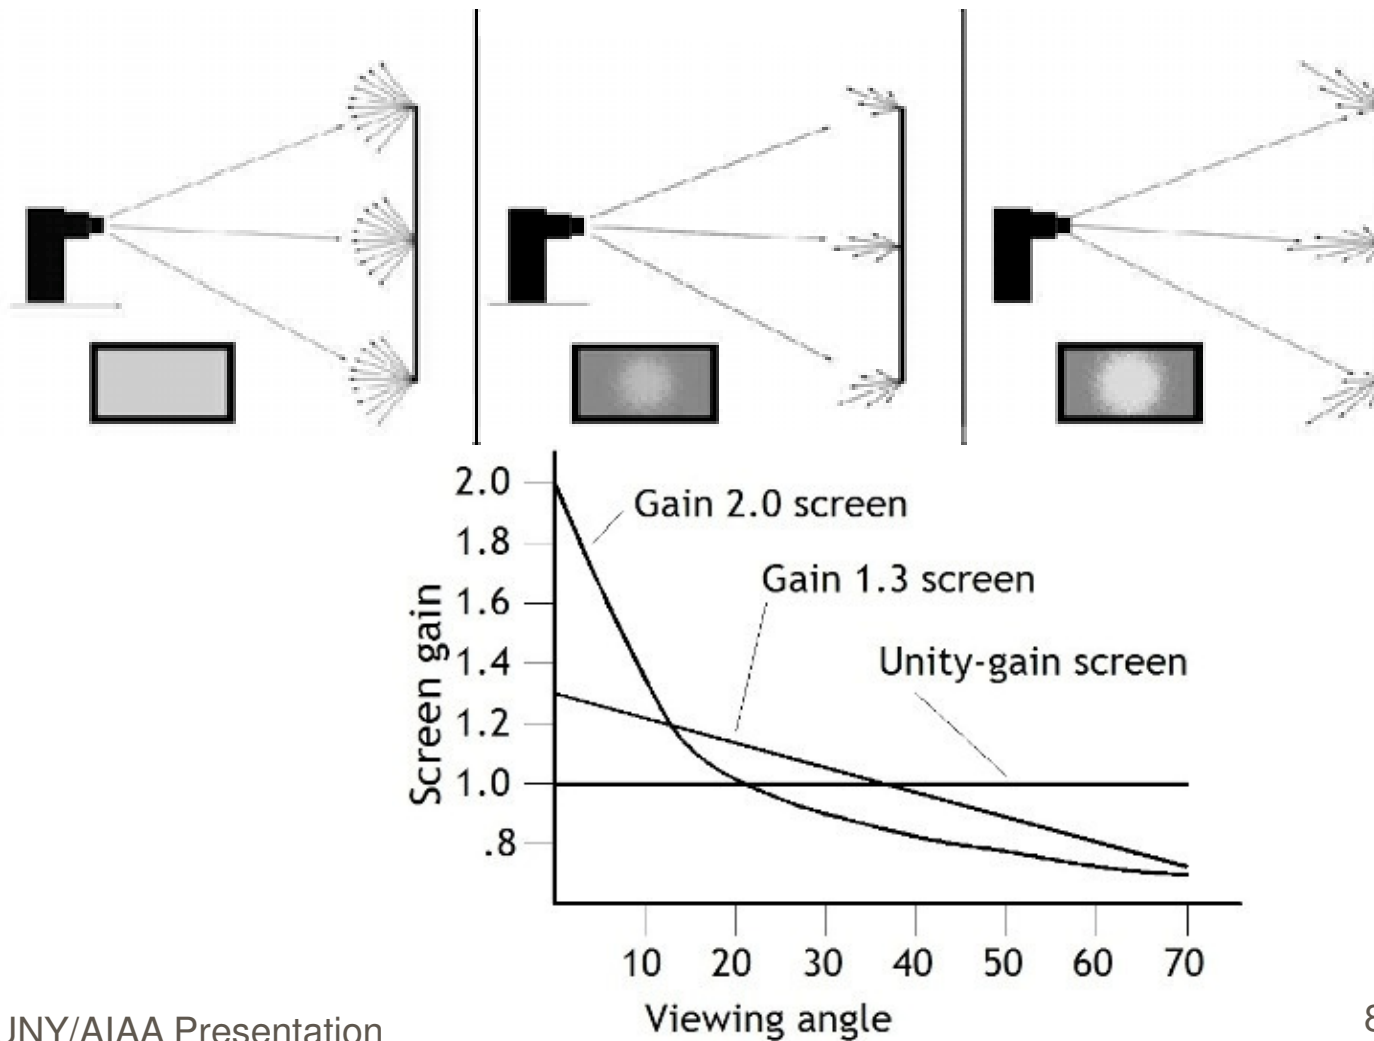 2.0
Gain 2.0 screen
1.8
Gain 1.3 screen
1.6
1.4
Unity-gain screen
1.2
1.0
.8
Screen gain
10 20 30 40 50 60 70
Viewing angle
JNY/AIAA Presentation
8